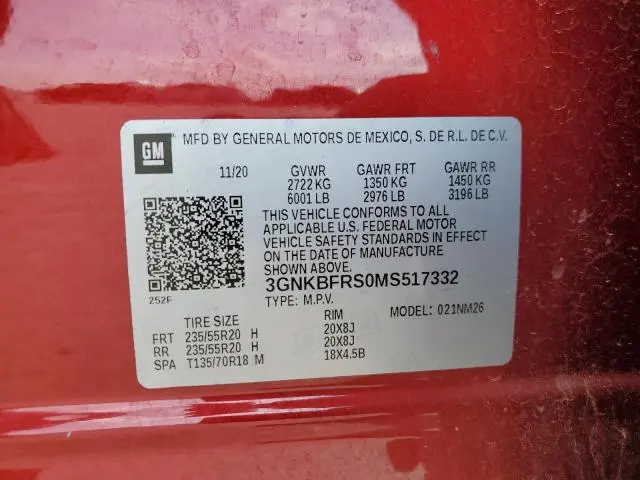 GM
MFD BY GENERAL MOTORS DE MEXICO, S. DE R.L. DE C.V.
11/20 GVWR GAWR FRT GAWR RR
2722 KG 1350 KG 1450 KG
6001 LB 2976 LB 3196 LB
THIS VEHICLE CONFORMS TO ALL
APPLICABLE U.S. FEDERAL MOTOR
VEHICLE SAFETY STANDARDS IN EFFECT
ON THE DATE OF MANUFACTURE
SHOWN ABOVE.
3GNKBFRS0MS517332
252F
TYPE: M.P.V. MODEL: 021NM26
TIRE SIZE RIM
FRT 235/55R20 H 20X8J
RR 235/55R20 H 20X8J
SPA T135/70R18 M 18X4.5B